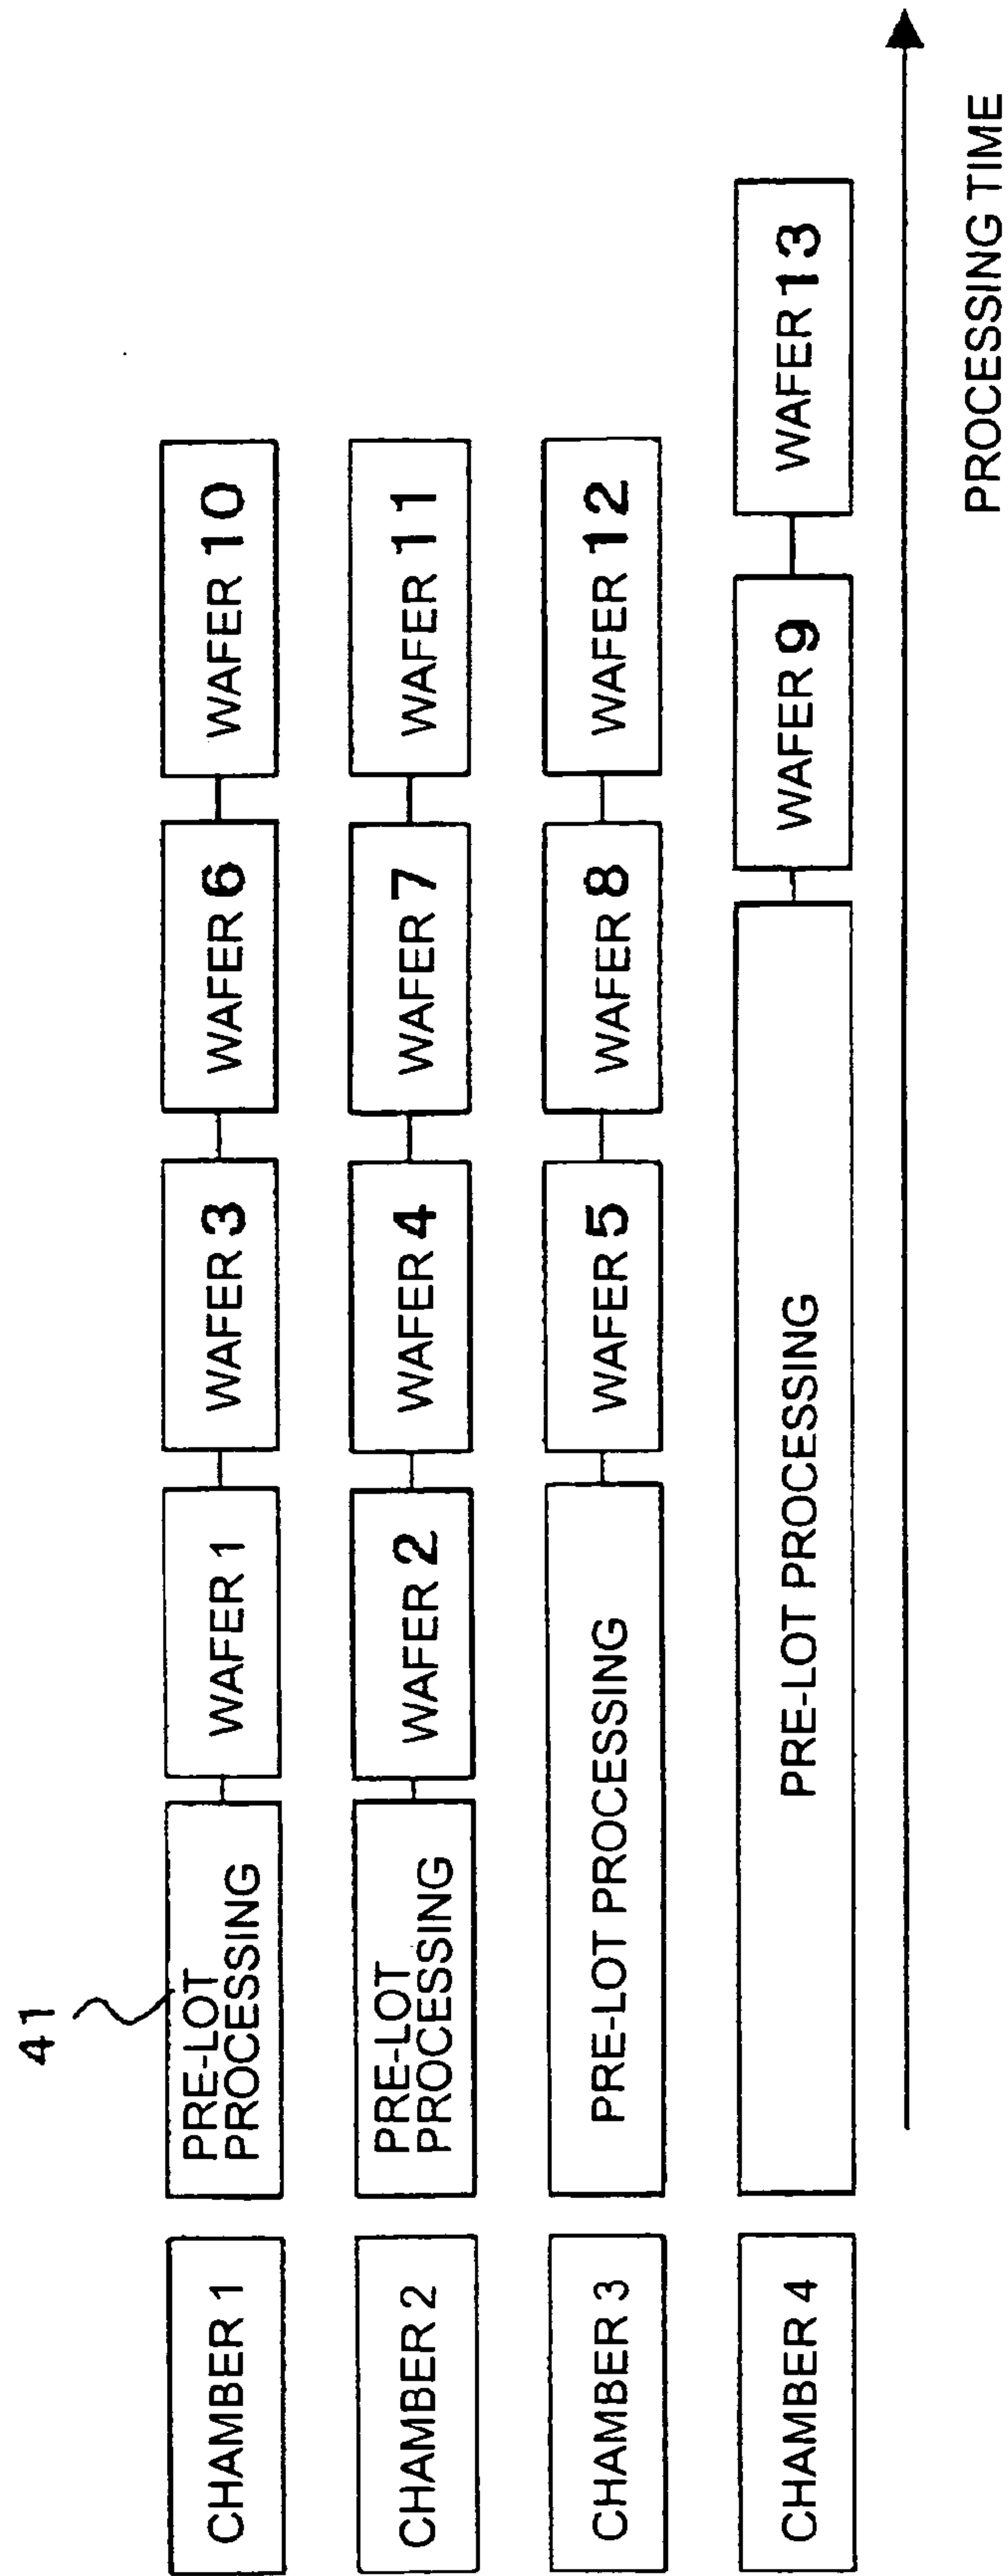 41
CHAMBER 1
PRE-LOT
PROCESSING
WAFER 1
WAFER 3
WAFER 6
WAFER 10
CHAMBER 2
PRE-LOT
PROCESSING
WAFER 2
WAFER 4
WAFER 7
WAFER 11
CHAMBER 3
PRE-LOT PROCESSING
WAFER 5
WAFER 8
WAFER 12
CHAMBER 4
PRE-LOT PROCESSING
WAFER 9
WAFER 13
PROCESSING TIME